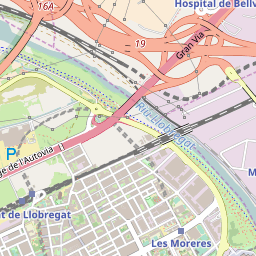 Hospital de Bellv
16A
19
Gran Via
Riu Llobregat
P
ge de l'Autovia
M
t de Llobregat
Les Moreres